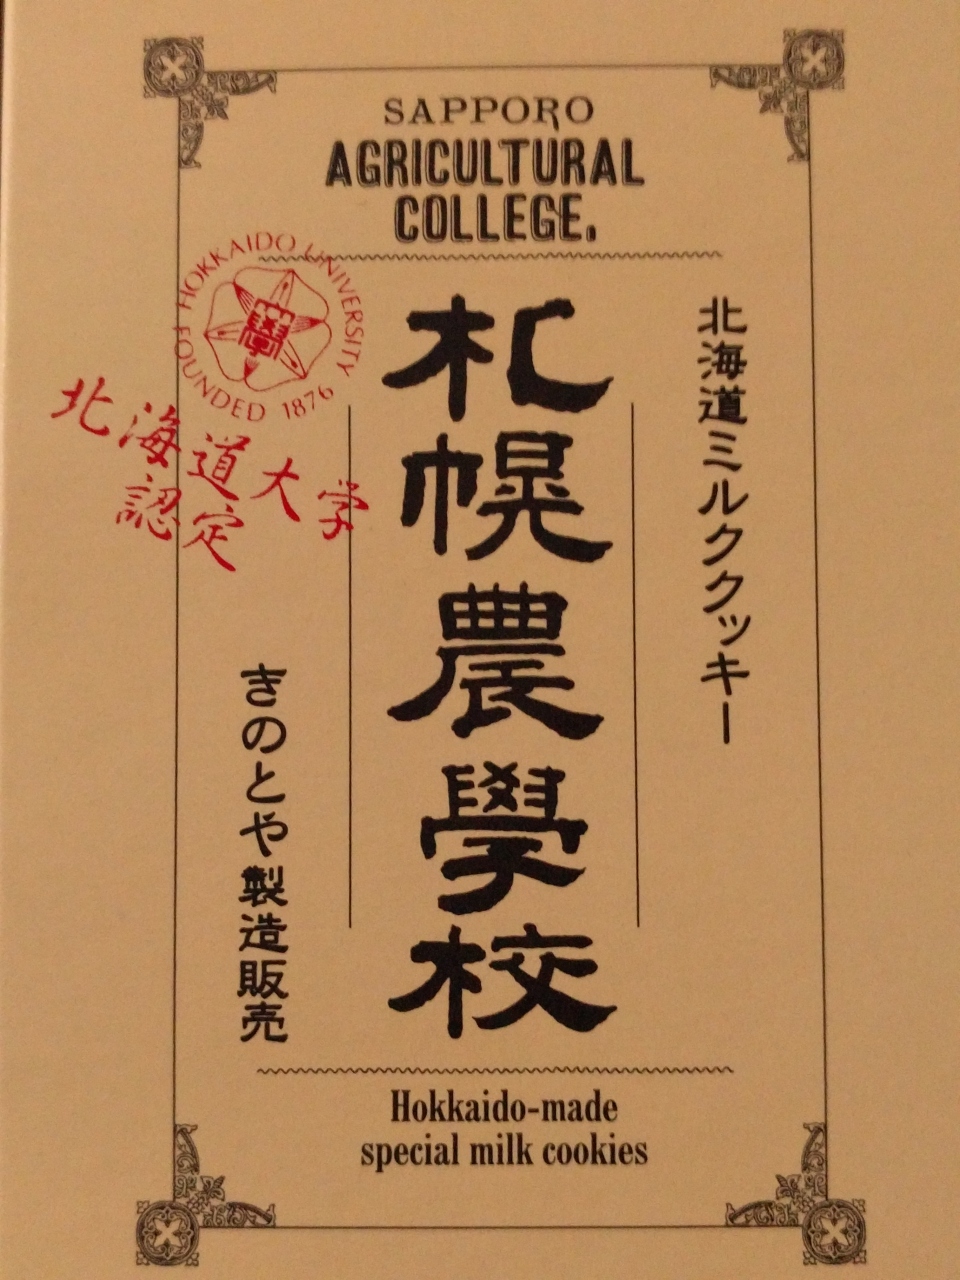 SAPPORO
AGRICULTURAL
COLLEGE.
北海道ミルククッキー
札幌農學校
HOKKAIDO UNIVERSITY
FOUNDED 1876
學
北海道大学
認定
きのとや製造販売
Hokkaido-made
special milk cookies